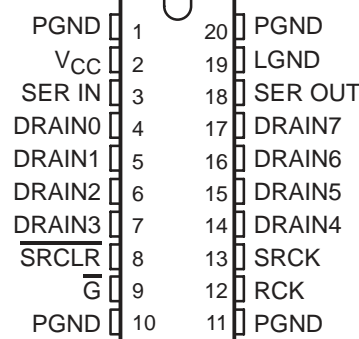 PGND 1 20 PGND
VCC 2 19 LGND
SER IN 3 18 SER OUT
DRAIN0 4 17 DRAIN7
DRAIN1 5 16 DRAIN6
DRAIN2 6 15 DRAIN5
DRAIN3 7 14 DRAIN4
S̅R̅C̅L̅R̅ 8 13 SRCK
G̅ 9 12 RCK
PGND 10 11 PGND